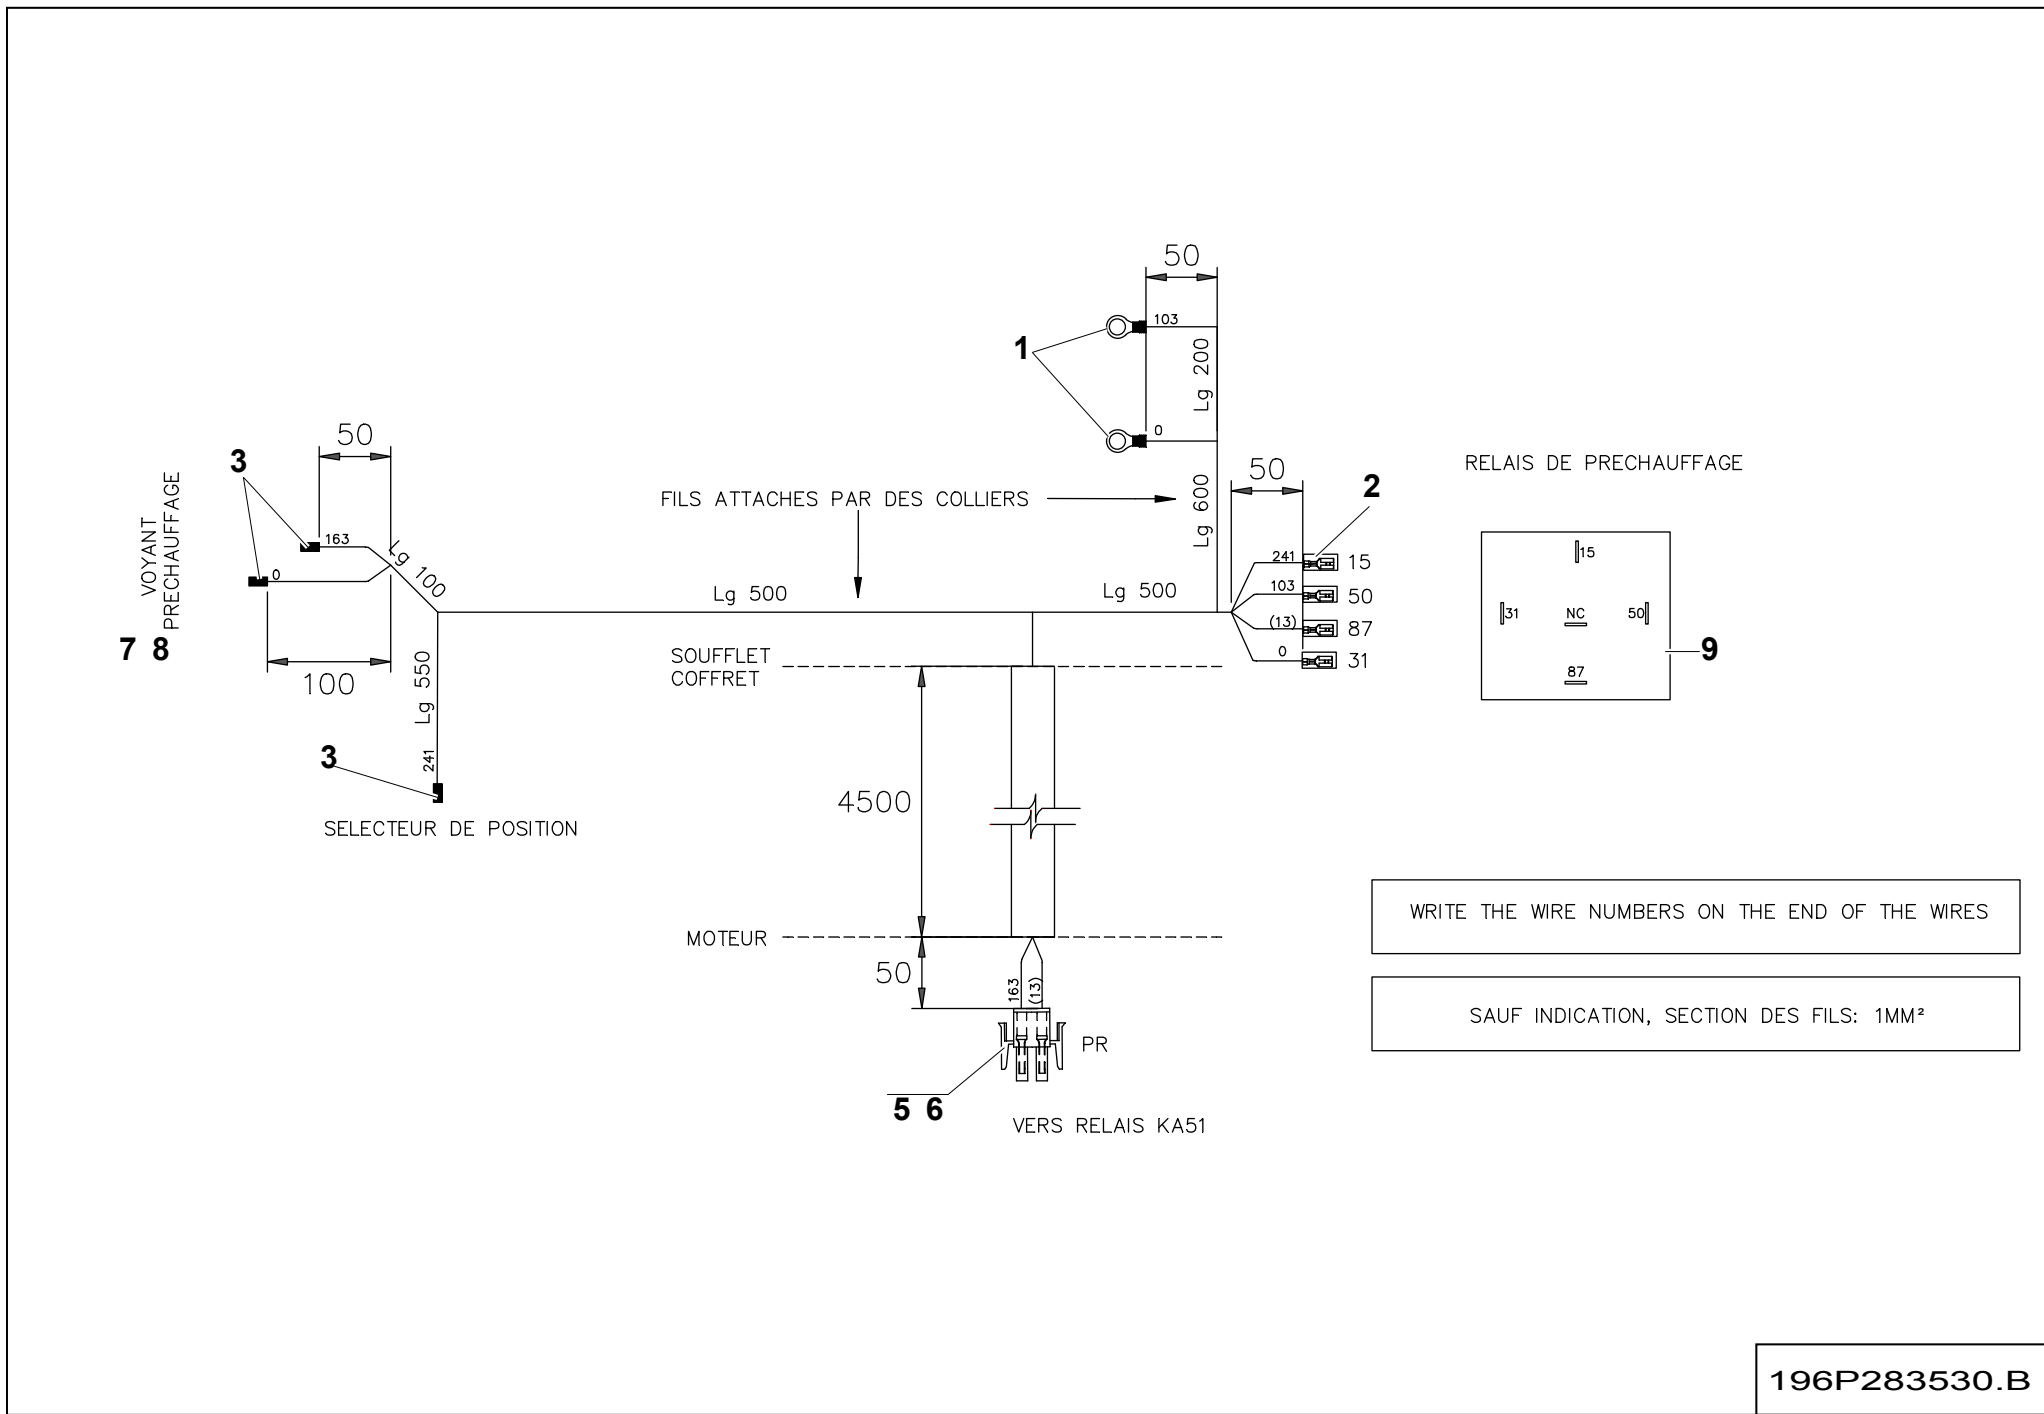 50
103
1
Lg 200
0
50
3
VOYANT
PRECHAUFFAGE
7 8
163
0
Lg 100
100
FILS ATTACHES PAR DES COLLIERS
Lg 600
50
2
RELAIS DE PRECHAUFFAGE
241
15
103
50
(13)
87
0
31
15
31
NC
50
87
9
Lg 500
Lg 500
Lg 550
241
3
SELECTEUR DE POSITION
SOUFFLET
COFFRET
4500
MOTEUR
50
163
(13)
PR
5 6
VERS RELAIS KA51
WRITE THE WIRE NUMBERS ON THE END OF THE WIRES
SAUF INDICATION, SECTION DES FILS: 1MM²
196P283530.B